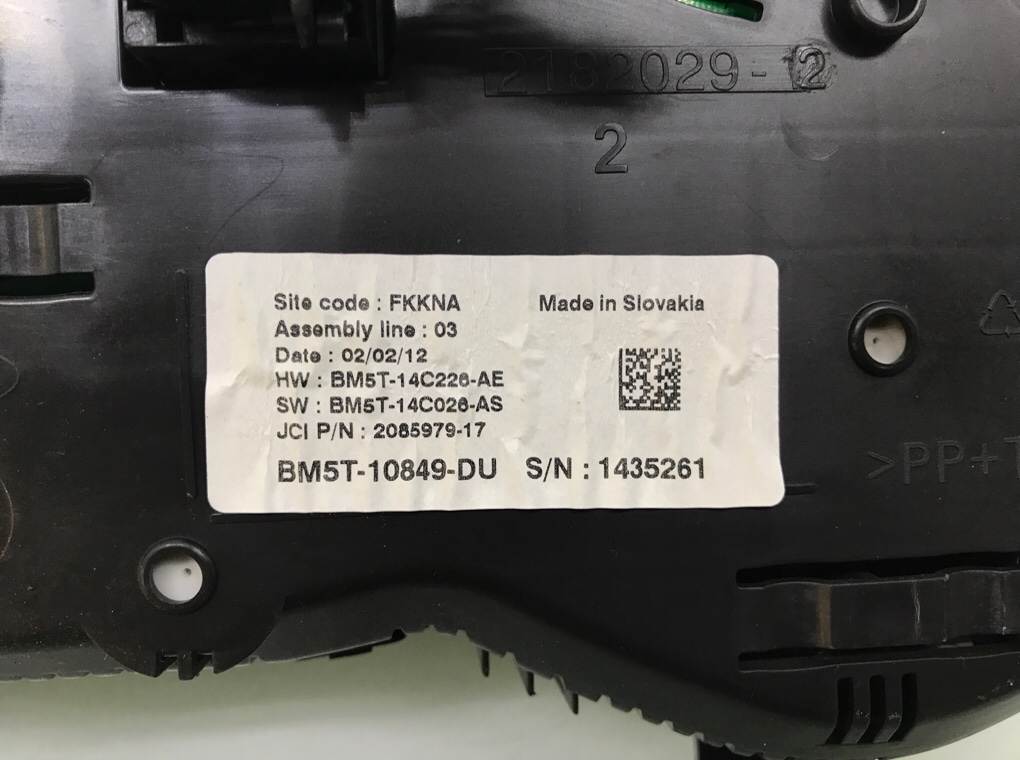 2182029-2
2
Site code : FKKNA Made in Slovakia
Assembly line : 03
Date : 02/02/12
HW : BM5T-14C226-AE
SW : BM5T-14C026-AS
JCI P/N : 2085979-17
BM5T-10849-DU S/N : 1435261
>PP+T